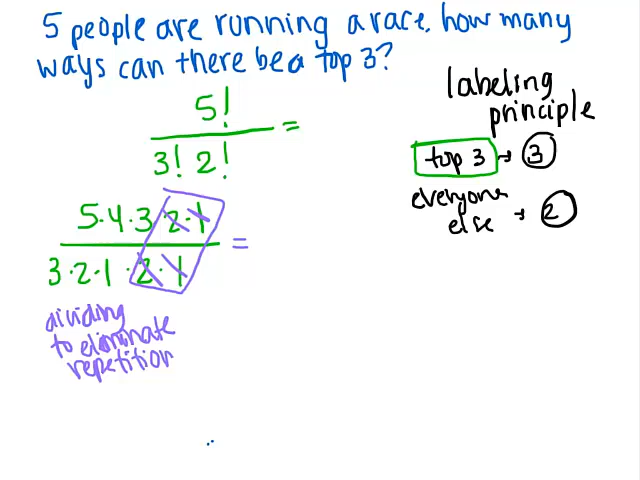 5 people are running a race, how many
ways can there be a top 3?
labeling
principle
5!
3! 2!
=
top 3 → 3
everyone
else → 2
5·4·3 2·1
3·2·1 ·2·1
=
dividing
to eliminate
repetition